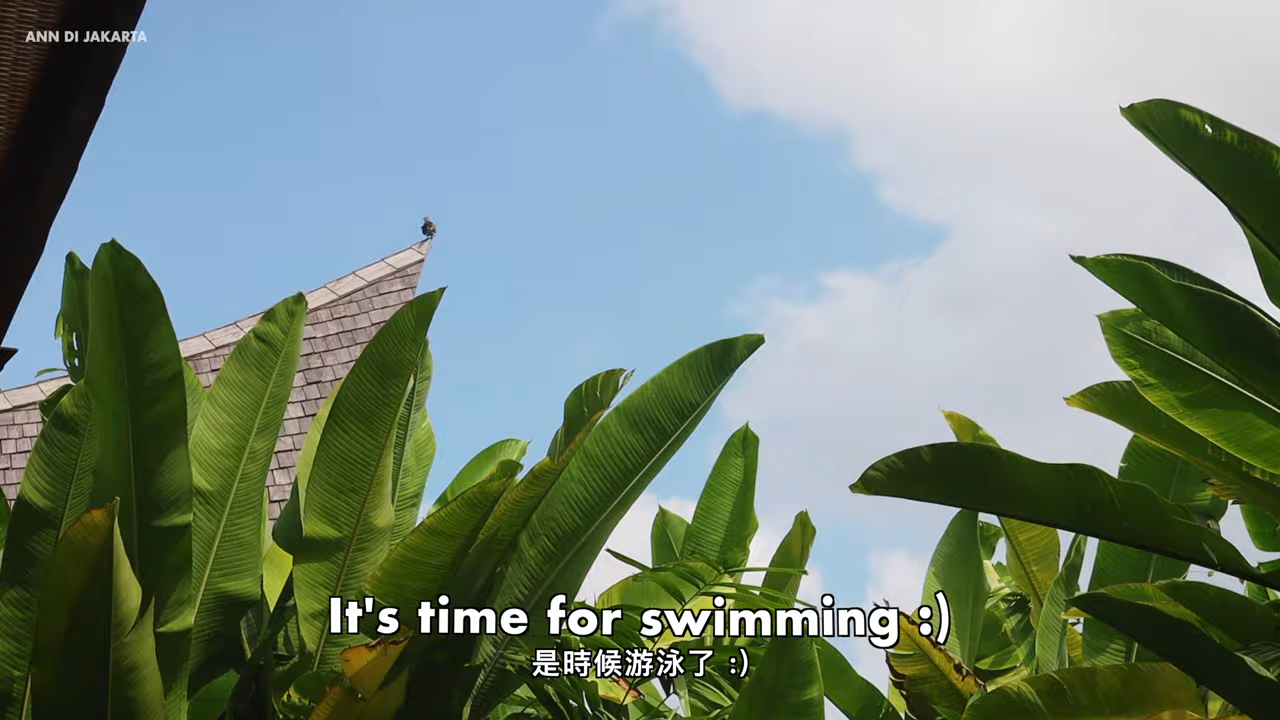 ANN DI JAKARTA
It's time for swimming :)
是時候游泳了 :)